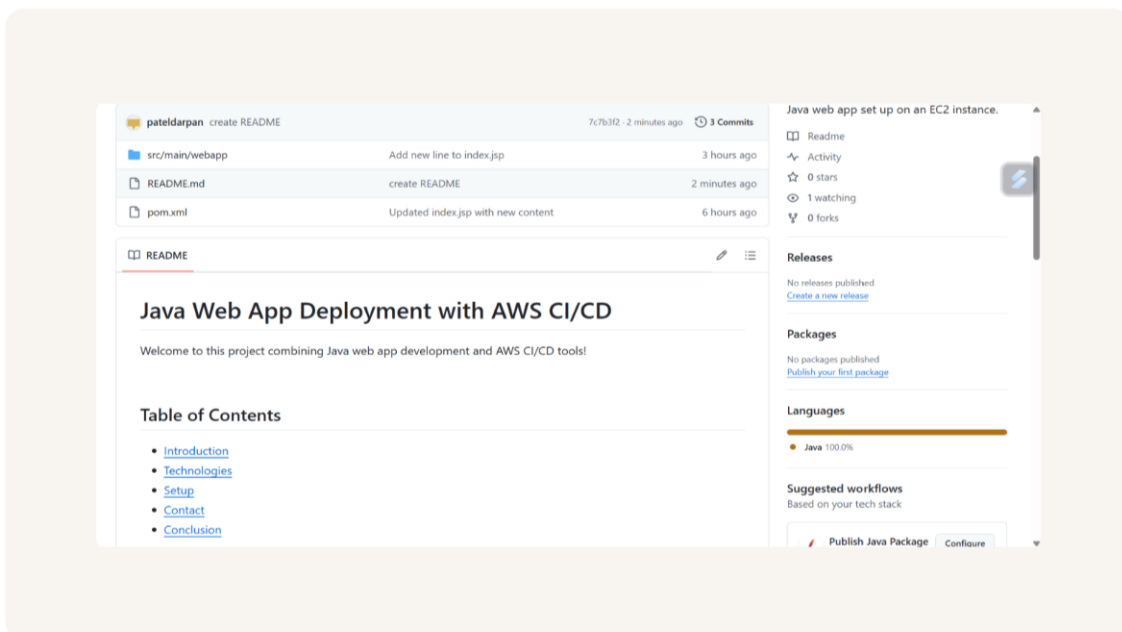 pateldarpan create README 7c7b3f2 · 2 minutes ago 3 Commits
src/main/webapp Add new line to index.jsp 3 hours ago
README.md create README 2 minutes ago
pom.xml Updated index.jsp with new content 6 hours ago
README
Java Web App Deployment with AWS CI/CD
Welcome to this project combining Java web app development and AWS CI/CD tools!
Table of Contents
• Introduction
• Technologies
• Setup
• Contact
• Conclusion
Java web app set up on an EC2 instance.
Readme
Activity
0 stars
1 watching
0 forks
Releases
No releases published
Create a new release
Packages
No packages published
Publish your first package
Languages
Java 100.0%
Suggested workflows
Based on your tech stack
Publish Java Package Configure